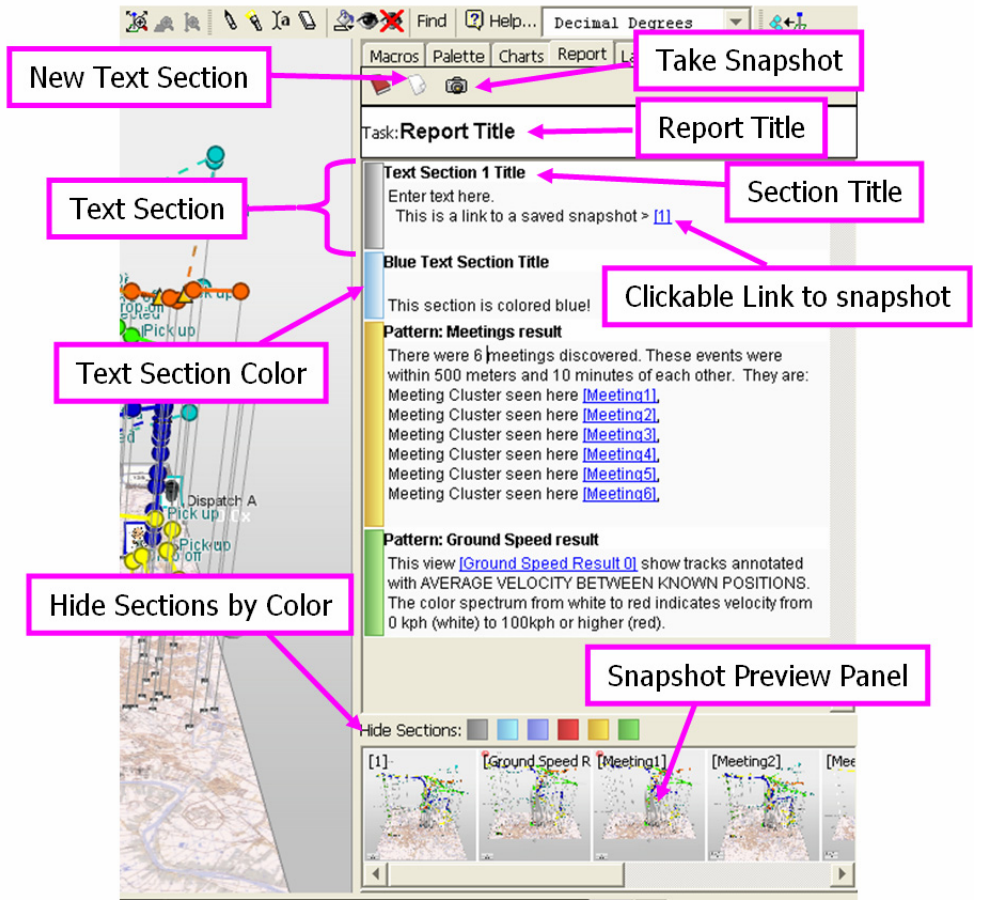 Find
Help...
Decimal Degrees
Macros
Palette
Charts
Report
New Text Section
Take Snapshot
Task:Report Title
Report Title
Text Section 1 Title
Enter text here.
This is a link to a saved snapshot > [1]
Section Title
Text Section
Blue Text Section Title
This section is colored blue!
Clickable Link to snapshot
Text Section Color
Pattern: Meetings result
There were 6 meetings discovered. These events were
within 500 meters and 10 minutes of each other. They are:
Meeting Cluster seen here [Meeting1],
Meeting Cluster seen here [Meeting2],
Meeting Cluster seen here [Meeting3],
Meeting Cluster seen here [Meeting4],
Meeting Cluster seen here [Meeting5],
Meeting Cluster seen here [Meeting6],
Pick up
Dispatch A
Pick up
Pick up
Pattern: Ground Speed result
This view [Ground Speed Result 0] show tracks annotated
with AVERAGE VELOCITY BETWEEN KNOWN POSITIONS.
The color spectrum from white to red indicates velocity from
0 kph (white) to 100kph or higher (red).
Hide Sections by Color
Snapshot Preview Panel
Hide Sections:
[1]
[Ground Speed R
[Meeting1]
[Meeting2]
[Mee